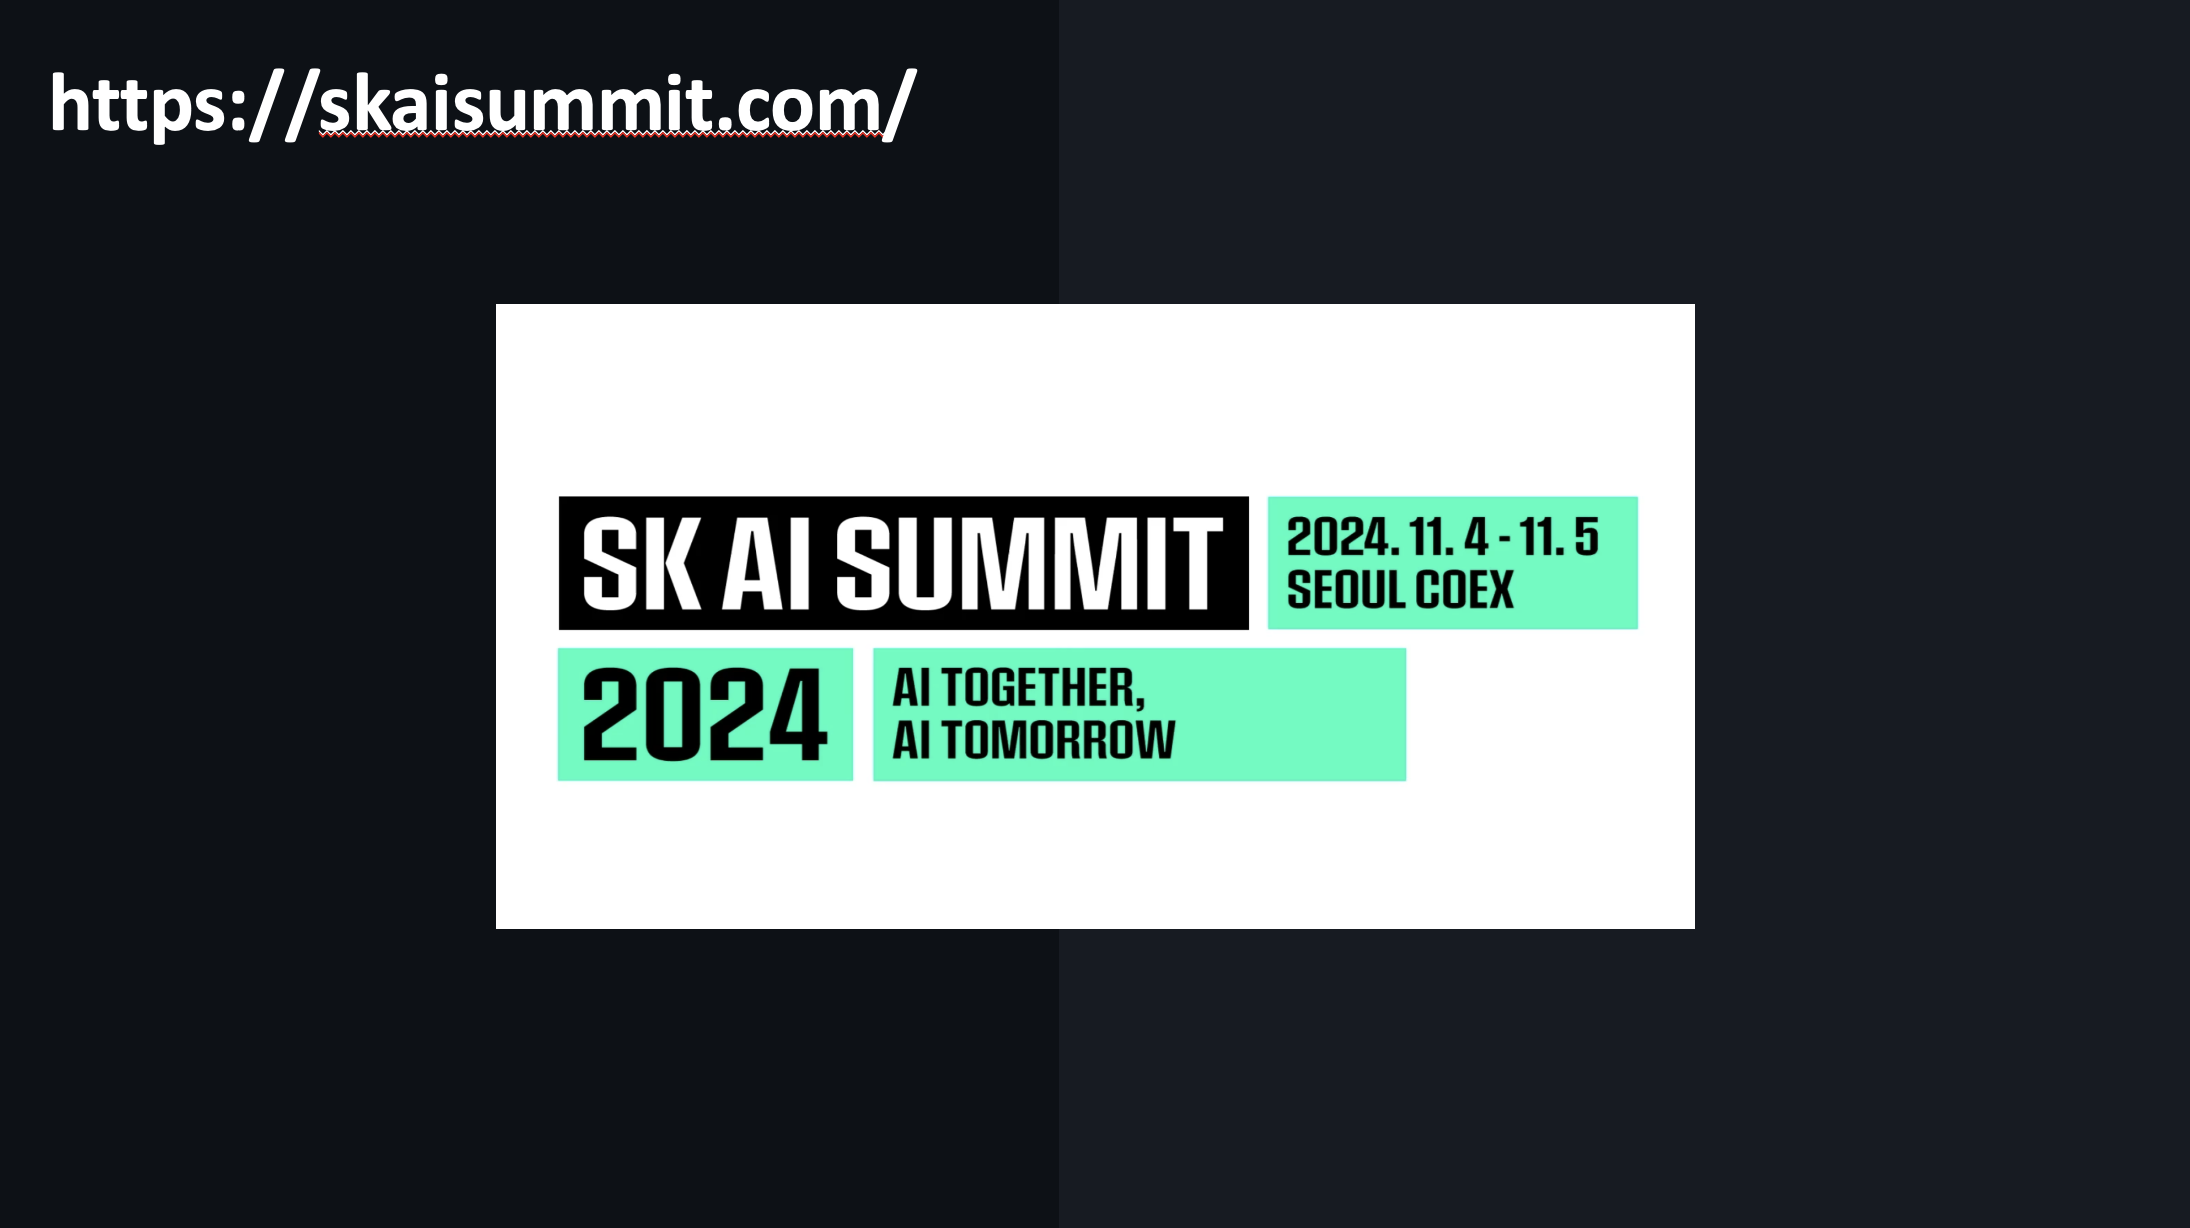 https://skaisummit.com/
SK AI SUMMIT
2024. 11. 4 - 11. 5
SEOUL COEX
2024
AI TOGETHER,
AI TOMORROW